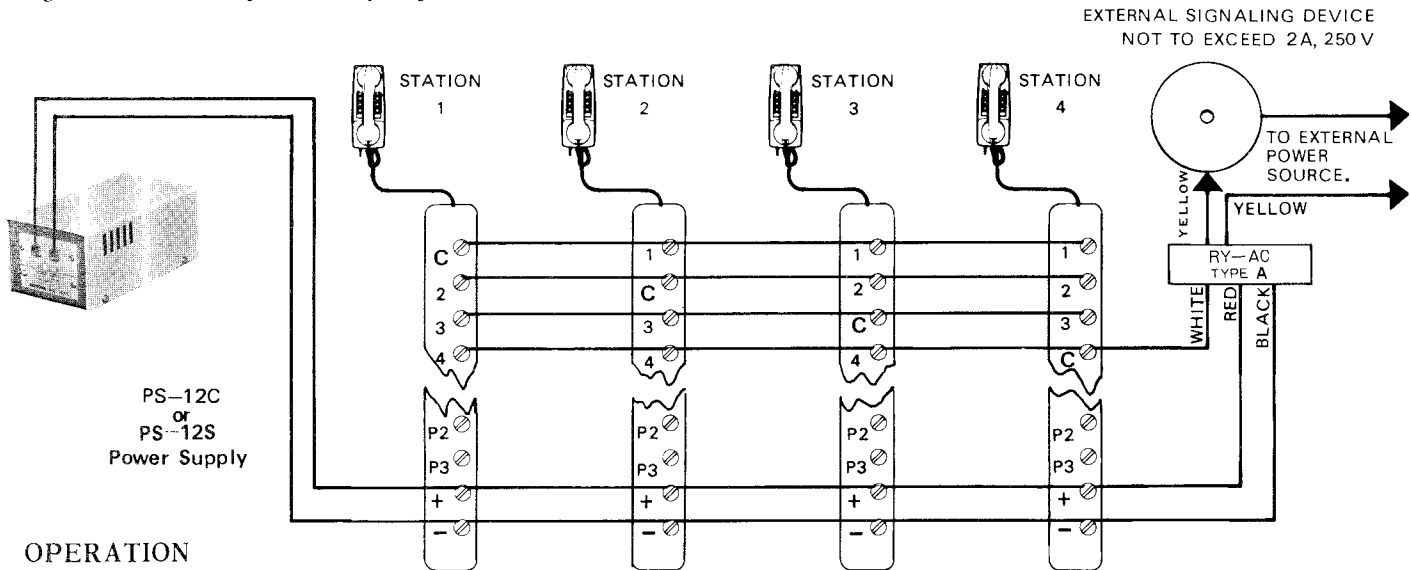 EXTERNAL SIGNALING DEVICE
NOT TO EXCEED 2A, 250 V
STATION
1
STATION
2
STATION
3
STATION
4
TO EXTERNAL
POWER
SOURCE.
YELLOW
YELLOW
RY-AC
TYPE A
WHITE
RED
BLACK
C
2
3
4
1
C
3
4
1
2
C
4
1
2
3
C
PS-12C
or
PS-12S
Power Supply
P2
P3
+
-
P2
P3
+
-
P2
P3
+
-
P2
P3
+
-
OPERATION